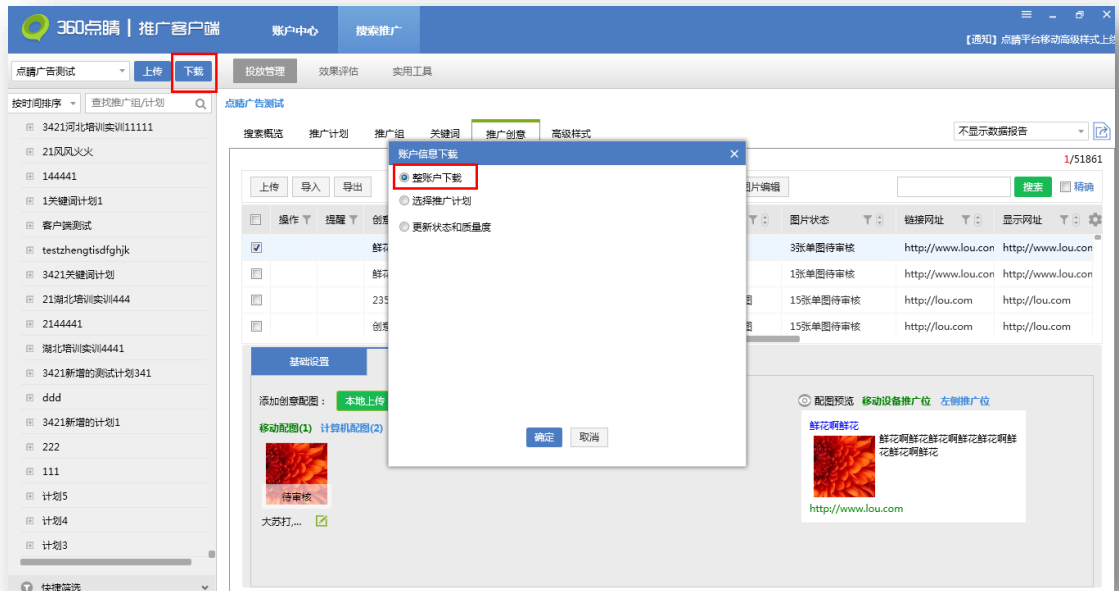 360点睛 | 推广客户端
账户中心 搜索推广
【通知】点睛平台移动高级样式上线
点睛广告测试 上传 下载 投放管理 效果评估 实用工具
按时间排序 查找推广组/计划 点睛广告测试
3421河北培训实训11111
21风风火火
144441
1关键词计划1
客户端测试
testzhengtisdfghjk
3421关键词计划
21湖北培训实训444
2144441
湖北培训实训4441
3421新增的测试计划341
ddd
3421新增的计划1
222
111
计划5
计划4
计划3
快捷筛选
搜索概览 推广计划 推广组 关键词 推广创意 高级样式 不显示数据报告
1/51861
上传 导入 导出 图片编辑 搜索 精确
操作 提醒 创意 图片状态 链接网址 显示网址
鲜花 3张单图待审核 http://www.lou.con http://www.lou.con
鲜花 1张单图待审核 http://www.lou.con http://www.lou.con
235 图 15张单图待审核 http://lou.com http://lou.com
创意 图 15张单图待审核 http://lou.com http://lou.com
账户信息下载
整账户下载
选择推广计划
更新状态和质量度
确定 取消
基础设置
添加创意配图： 本地上传
移动配图(1) 计算机配图(2)
待审核
大苏打,...
配图预览 移动设备推广位 左侧推广位
鲜花啊鲜花
鲜花啊鲜花鲜花啊鲜花鲜花啊鲜
花鲜花啊鲜花
http://www.lou.com